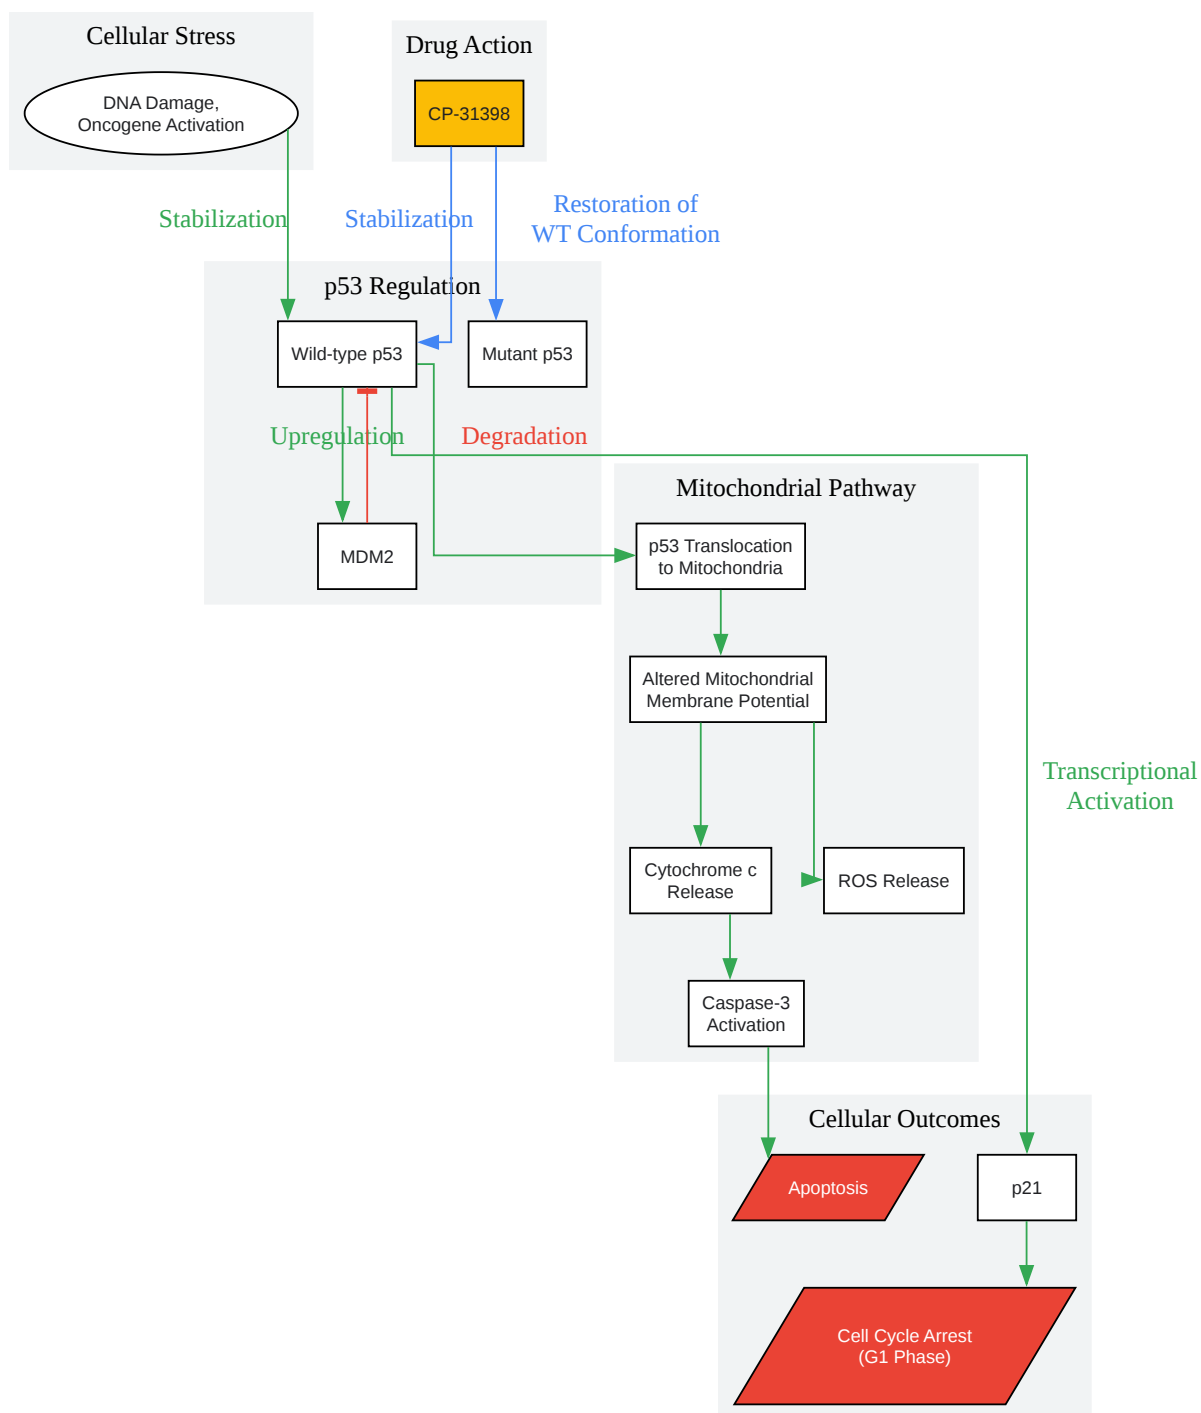 Cellular Stress
DNA Damage,
Oncogene Activation
Drug Action
CP-31398
Stabilization
Stabilization
Restoration of
WT Conformation
p53 Regulation
Wild-type p53
Mutant p53
Upregulation
Degradation
MDM2
Mitochondrial Pathway
p53 Translocation
to Mitochondria
Altered Mitochondrial
Membrane Potential
Transcriptional
Activation
Cytochrome c
Release
ROS Release
Caspase-3
Activation
Cellular Outcomes
Apoptosis
p21
Cell Cycle Arrest
(G1 Phase)